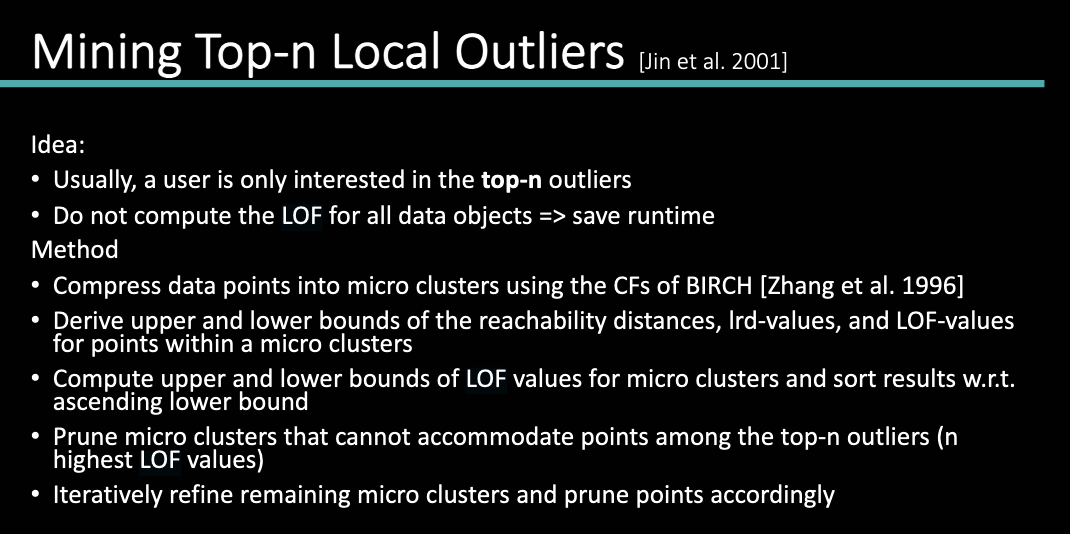 Mining Top-n Local Outliers [Jin et al. 2001]
Idea:
• Usually, a user is only interested in the top-n outliers
• Do not compute the LOF for all data objects => save runtime
Method
• Compress data points into micro clusters using the CFs of BIRCH [Zhang et al. 1996]
• Derive upper and lower bounds of the reachability distances, lrd-values, and LOF-values
for points within a micro clusters
• Compute upper and lower bounds of LOF values for micro clusters and sort results w.r.t.
ascending lower bound
• Prune micro clusters that cannot accommodate points among the top-n outliers (n
highest LOF values)
• Iteratively refine remaining micro clusters and prune points accordingly